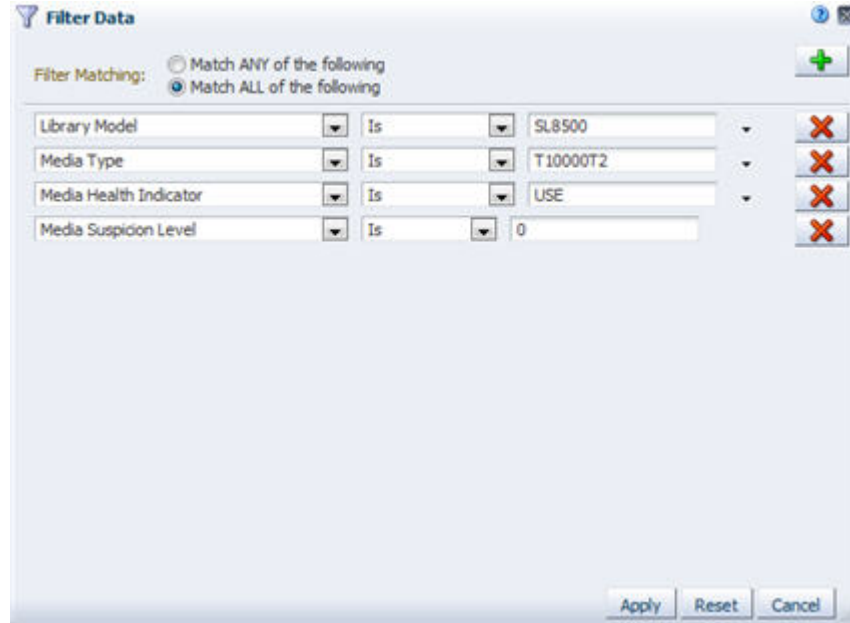 Filter Data
Filter Matching:
Match ANY of the following
Match ALL of the following
Library Model Is SL8500
Media Type Is T10000T2
Media Health Indicator Is USE
Media Suspicion Level Is 0
Apply Reset Cancel